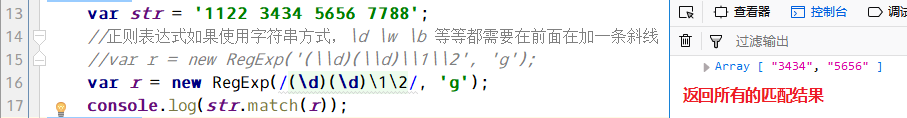 13 var str = '1122 3434 5656 7788';
14 //正则表达式如果使用字符串方式，\d \w \b 等等都需要在前面在加一条斜线
15 //var r = new RegExp('(\\d)(\\d)\\1\\2', 'g');
16 var r = new RegExp(/(\d)(\d)\1\2/, 'g');
17 console.log(str.match(r));
查看器 控制台 调试
过滤输出
Array [ "3434", "5656" ]
返回所有的匹配结果